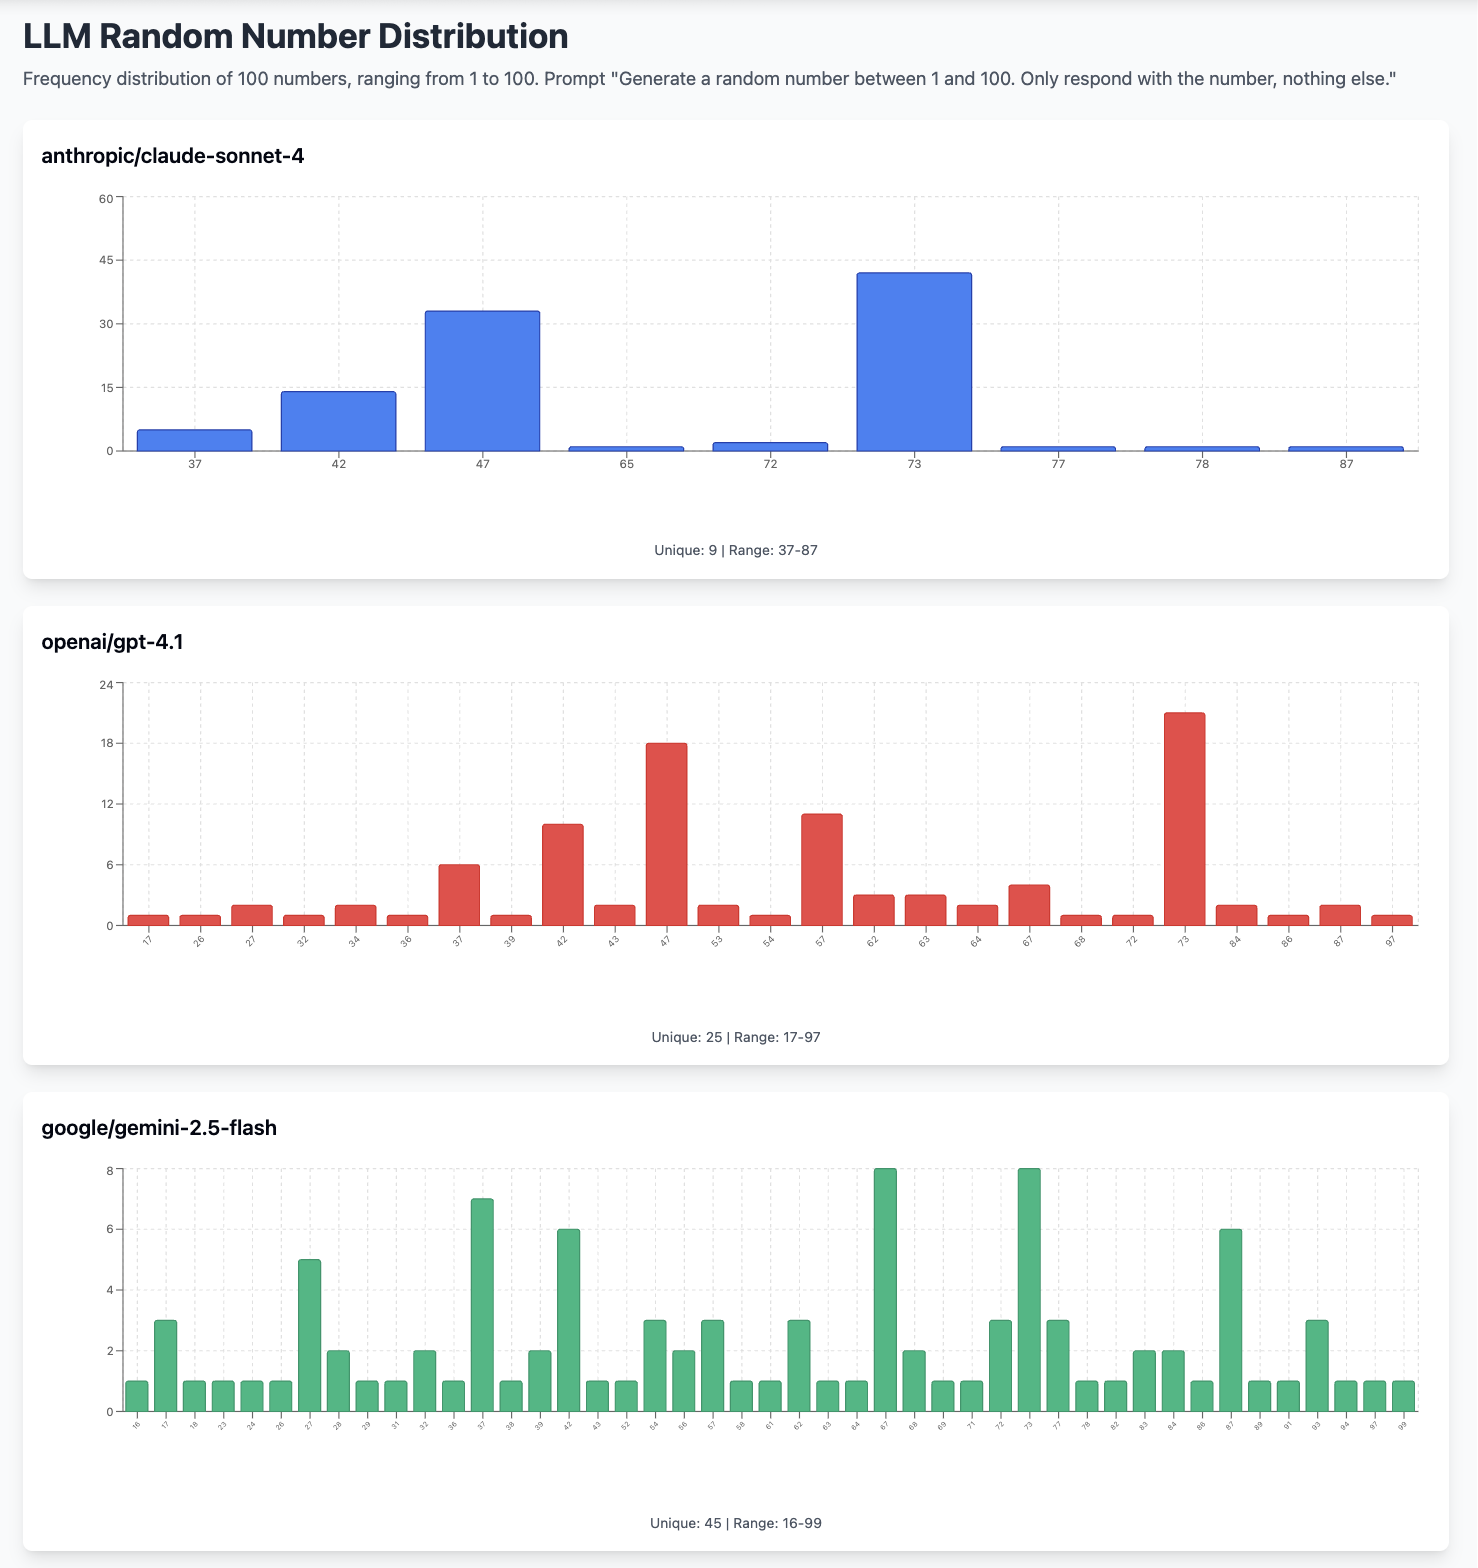 LLM Random Number Distribution
Frequency distribution of 100 numbers, ranging from 1 to 100. Prompt "Generate a random number between 1 and 100. Only respond with the number, nothing else."
anthropic/claude-sonnet-4
60
45
30
15
0
37 42 47 65 72 73 77 78 87
Unique: 9 | Range: 37-87
openai/gpt-4.1
24
18
12
6
0
17 26 27 32 34 36 37 39 42 43 47 53 54 57 62 63 64 67 68 72 73 84 86 87 97
Unique: 25 | Range: 17-97
google/gemini-2.5-flash
8
6
4
2
0
16 17 18 23 24 26 27 28 29 31 32 36 37 38 39 42 43 52 54 56 57 58 61 62 63 64 67 68 69 71 72 73 77 78 82 83 84 86 87 89 91 93 94 97 99
Unique: 45 | Range: 16-99